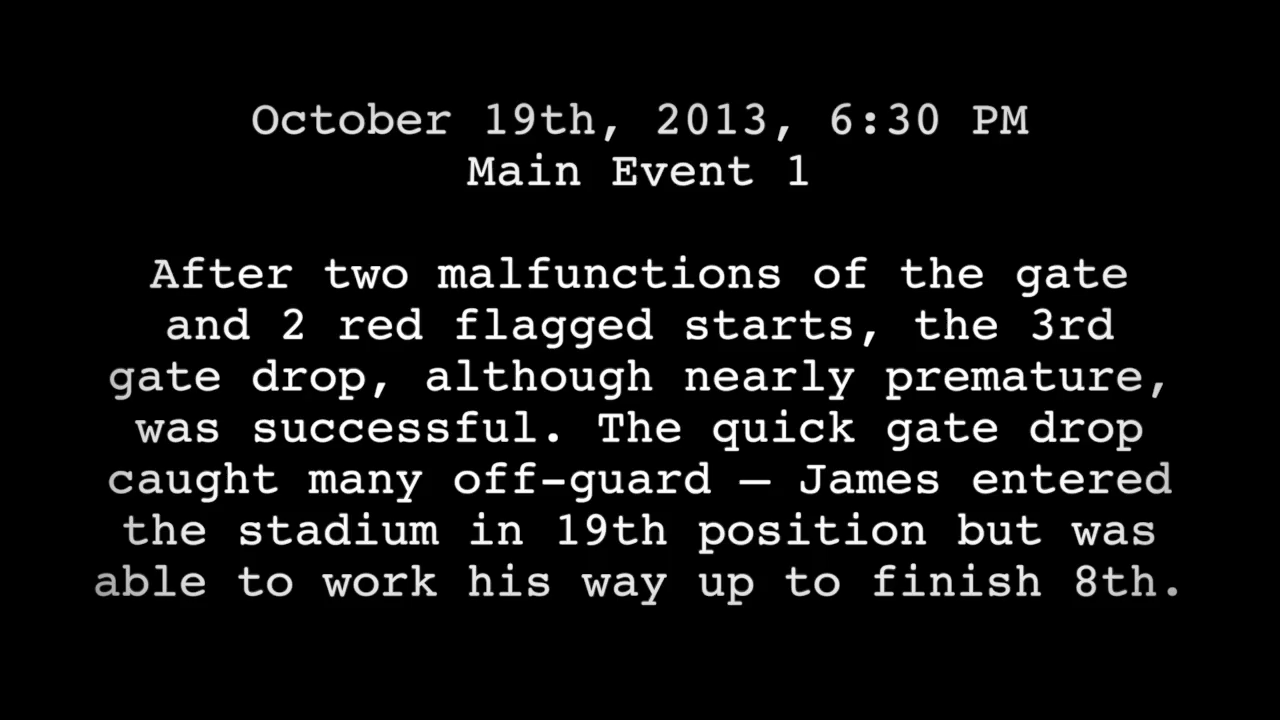 October 19th, 2013, 6:30 PM
Main Event 1
After two malfunctions of the gate
and 2 red flagged starts, the 3rd
gate drop, although nearly premature,
was successful. The quick gate drop
caught many off-guard — James entered
the stadium in 19th position but was
able to work his way up to finish 8th.